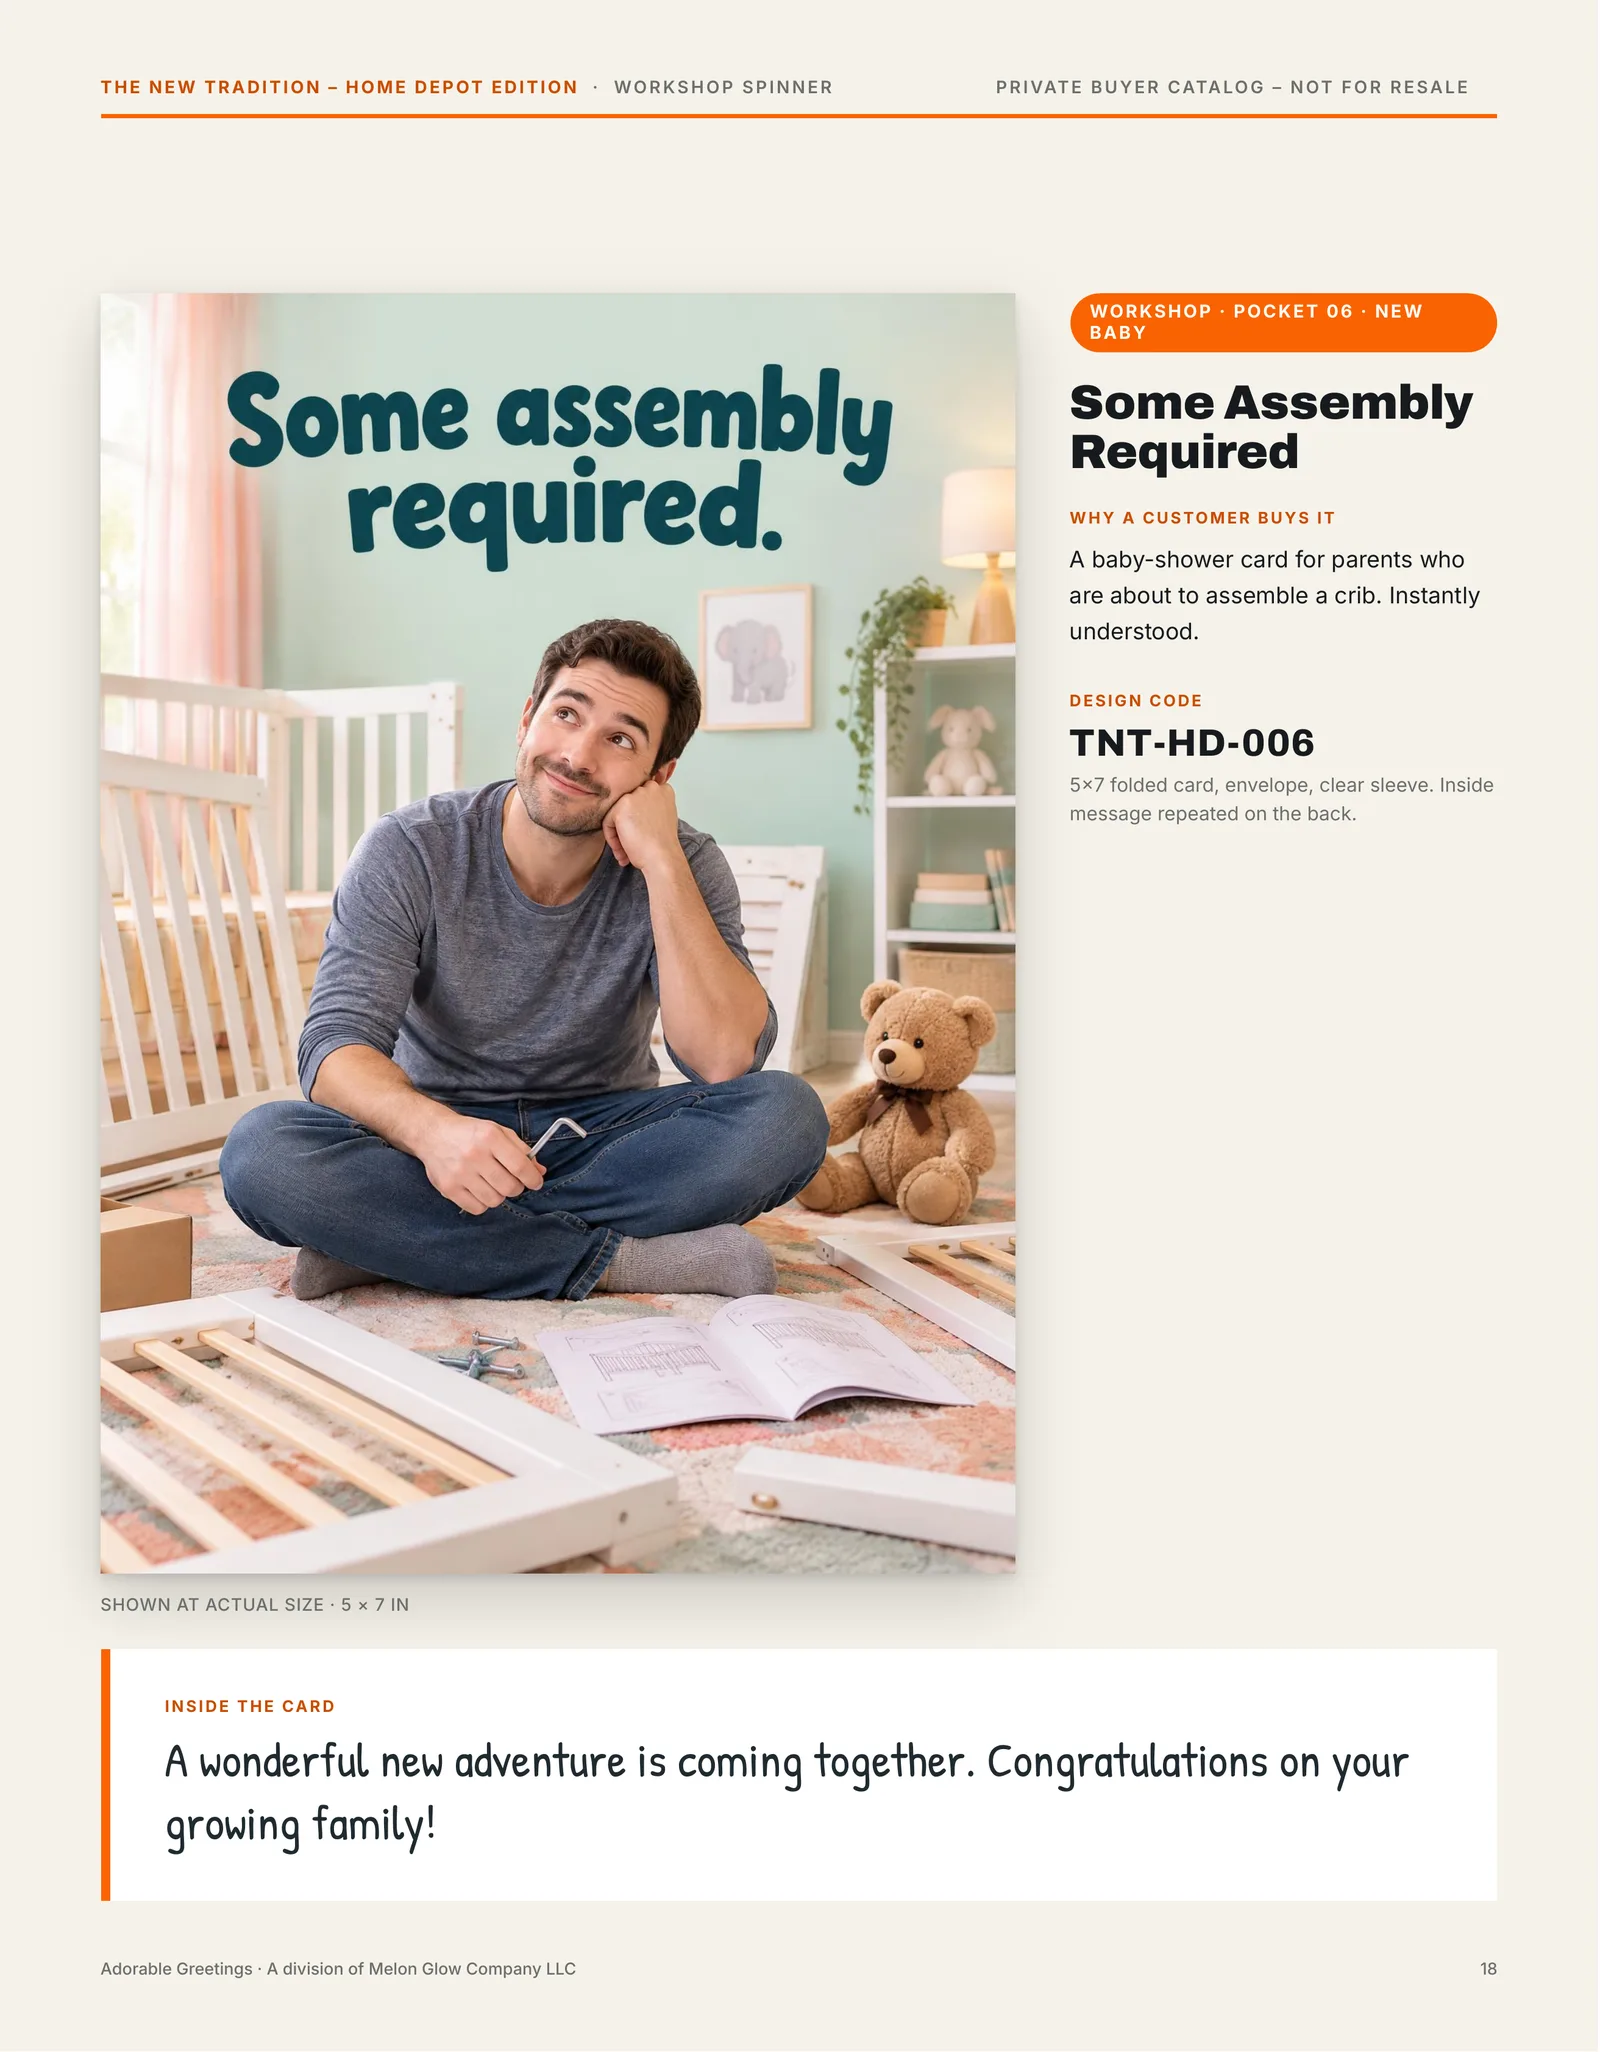 THE NEW TRADITION – HOME DEPOT EDITION · WORKSHOP SPINNER
PRIVATE BUYER CATALOG – NOT FOR RESALE
Some assembly
required.
SHOWN AT ACTUAL SIZE · 5 × 7 IN
WORKSHOP · POCKET 06 · NEW
BABY
Some Assembly
Required
WHY A CUSTOMER BUYS IT
A baby-shower card for parents who
are about to assemble a crib. Instantly
understood.
DESIGN CODE
TNT-HD-006
5×7 folded card, envelope, clear sleeve. Inside
message repeated on the back.
INSIDE THE CARD
A wonderful new adventure is coming together. Congratulations on your
growing family!
Adorable Greetings · A division of Melon Glow Company LLC
18